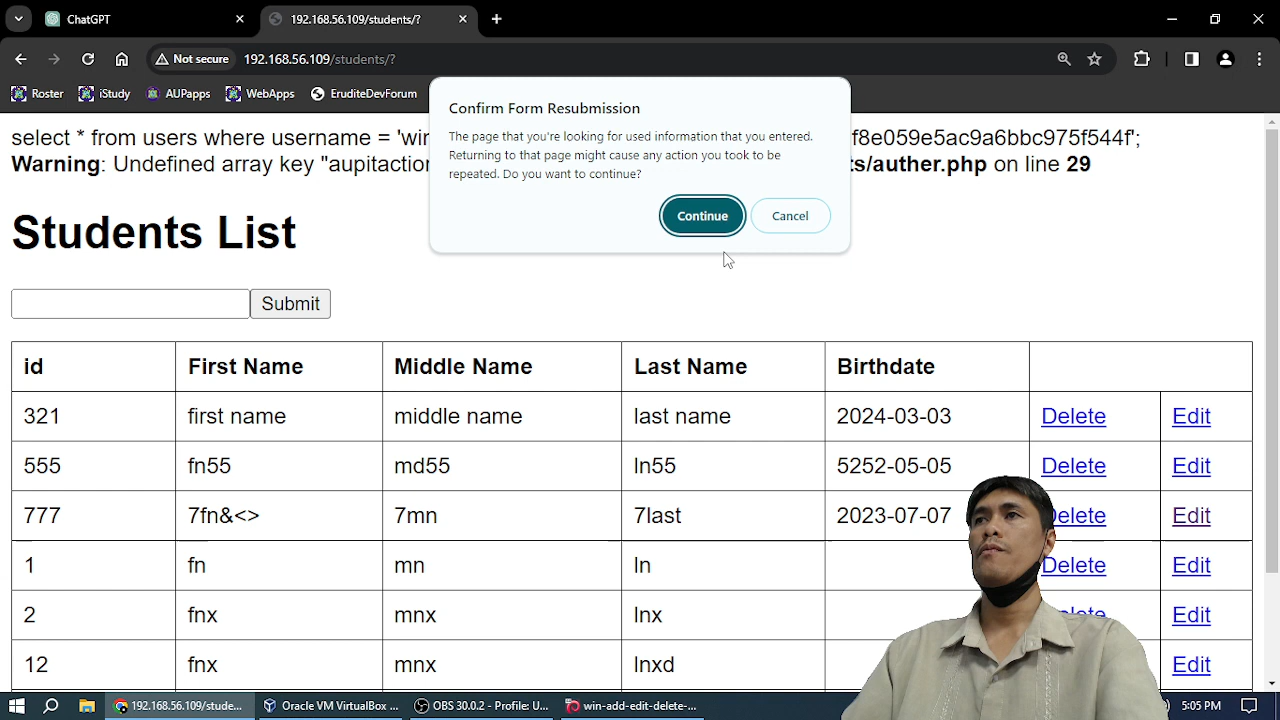 ChatGPT
192.168.56.109/students/?
Not secure
192.168.56.109/students/?
Roster
iStudy
AUPapps
WebApps
EruditeDevForum
Confirm Form Resubmission
The page that you're looking for used information that you entered.
Returning to that page might cause any action you took to be
repeated. Do you want to continue?
Continue
Cancel
select * from users where username = 'win f8e059e5ac9a6bbc975f544f';
Warning: Undefined array key "aupitaction ts/auther.php on line 29
Students List
Submit
id First Name Middle Name Last Name Birthdate
321 first name middle name last name 2024-03-03 Delete Edit
555 fn55 md55 ln55 5252-05-05 Delete Edit
777 7fn&<> 7mn 7last 2023-07-07 Delete Edit
1 fn mn ln Delete Edit
2 fnx mnx lnx Delete Edit
12 fnx mnx lnxd Edit
192.168.56.109/stude...
Oracle VM VirtualBox ...
OBS 30.0.2 - Profile: U...
win-add-edit-delete-...
5:05 PM